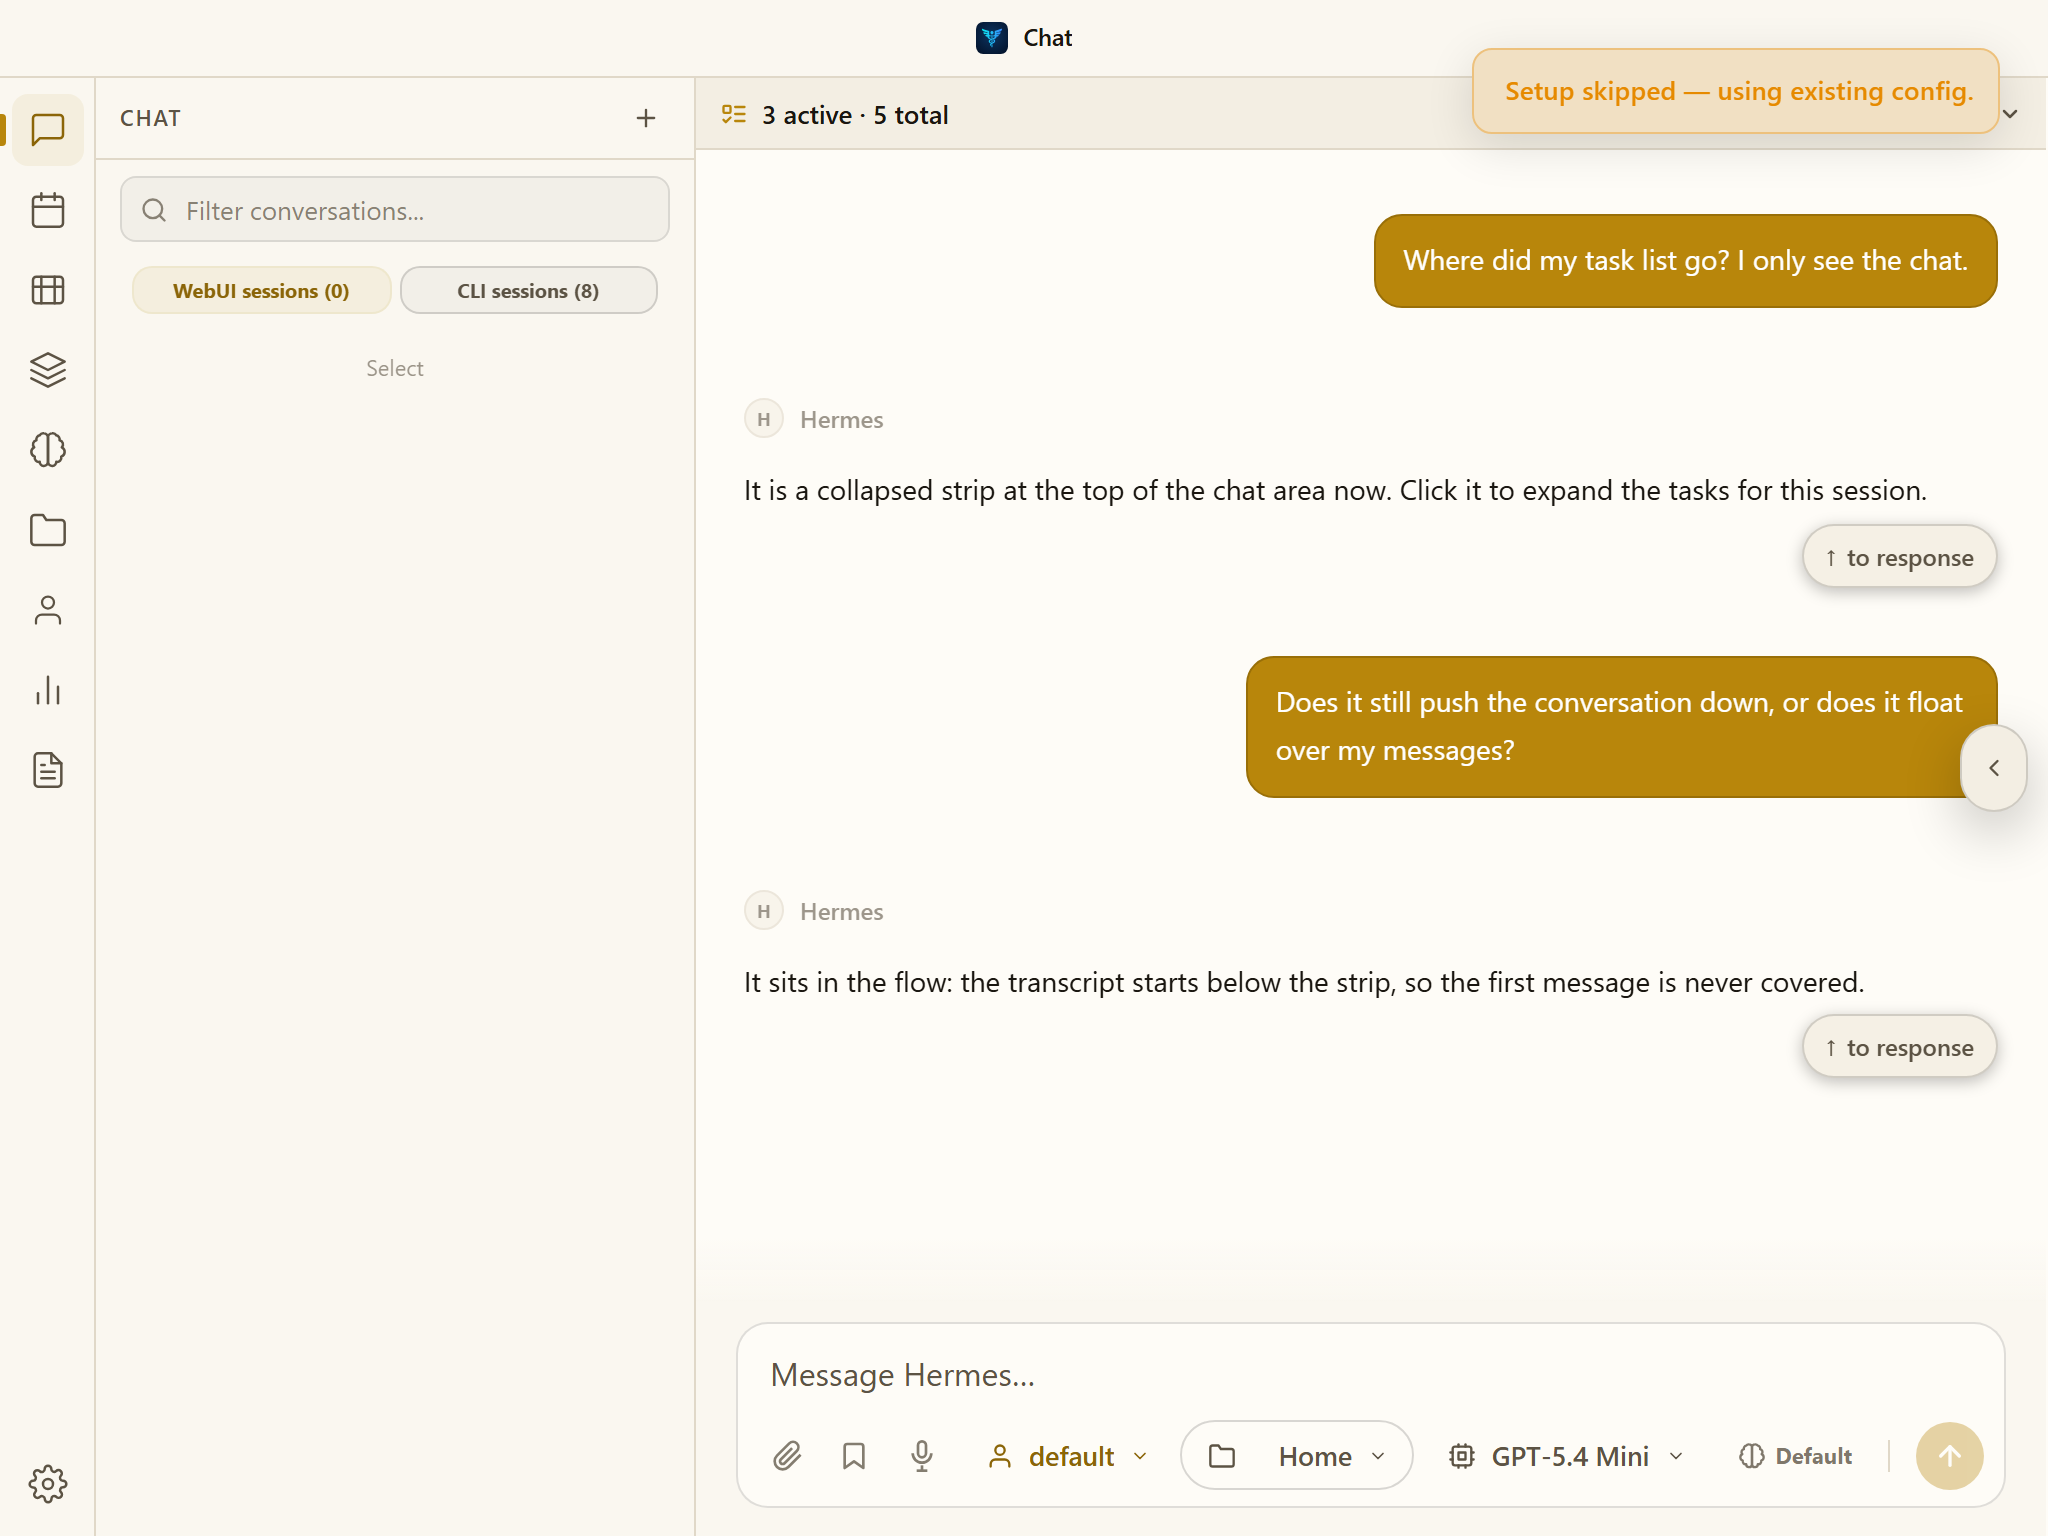 Chat
Setup skipped — using existing config.
CHAT
3 active · 5 total
Filter conversations...
WebUI sessions (0)
CLI sessions (8)
Select
Where did my task list go? I only see the chat.
H Hermes
It is a collapsed strip at the top of the chat area now. Click it to expand the tasks for this session.
↑ to response
Does it still push the conversation down, or does it float
over my messages?
H Hermes
It sits in the flow: the transcript starts below the strip, so the first message is never covered.
↑ to response
Message Hermes...
default
Home
GPT-5.4 Mini
Default